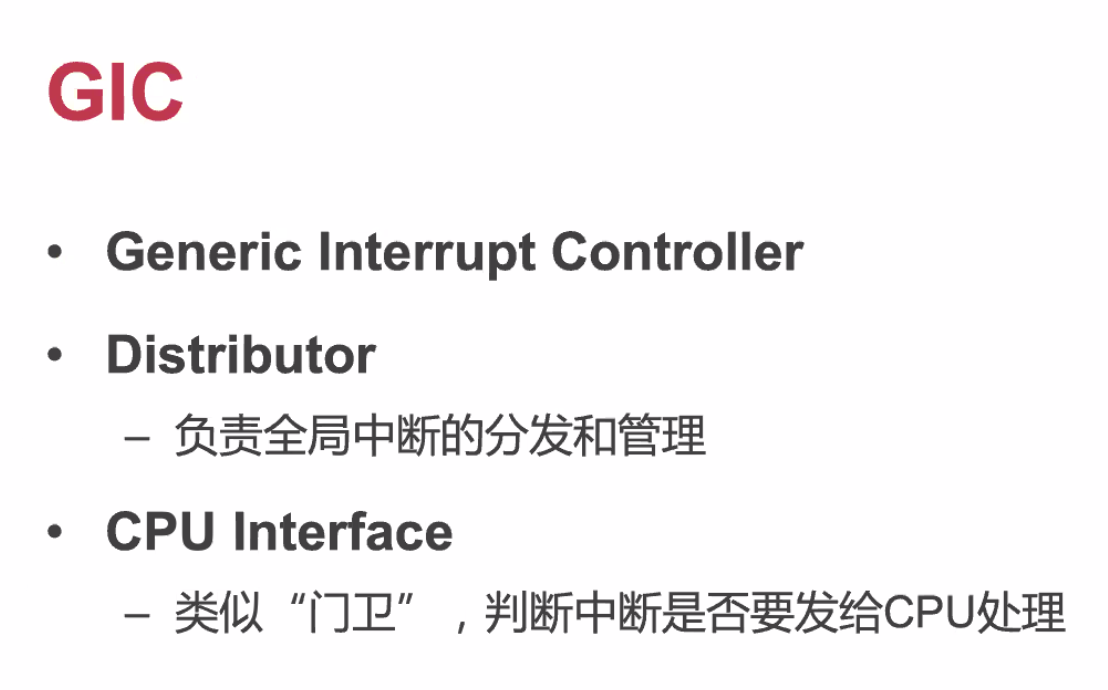 GIC
• Generic Interrupt Controller
• Distributor
– 负责全局中断的分发和管理
• CPU Interface
– 类似“门卫”，判断中断是否要发给CPU处理